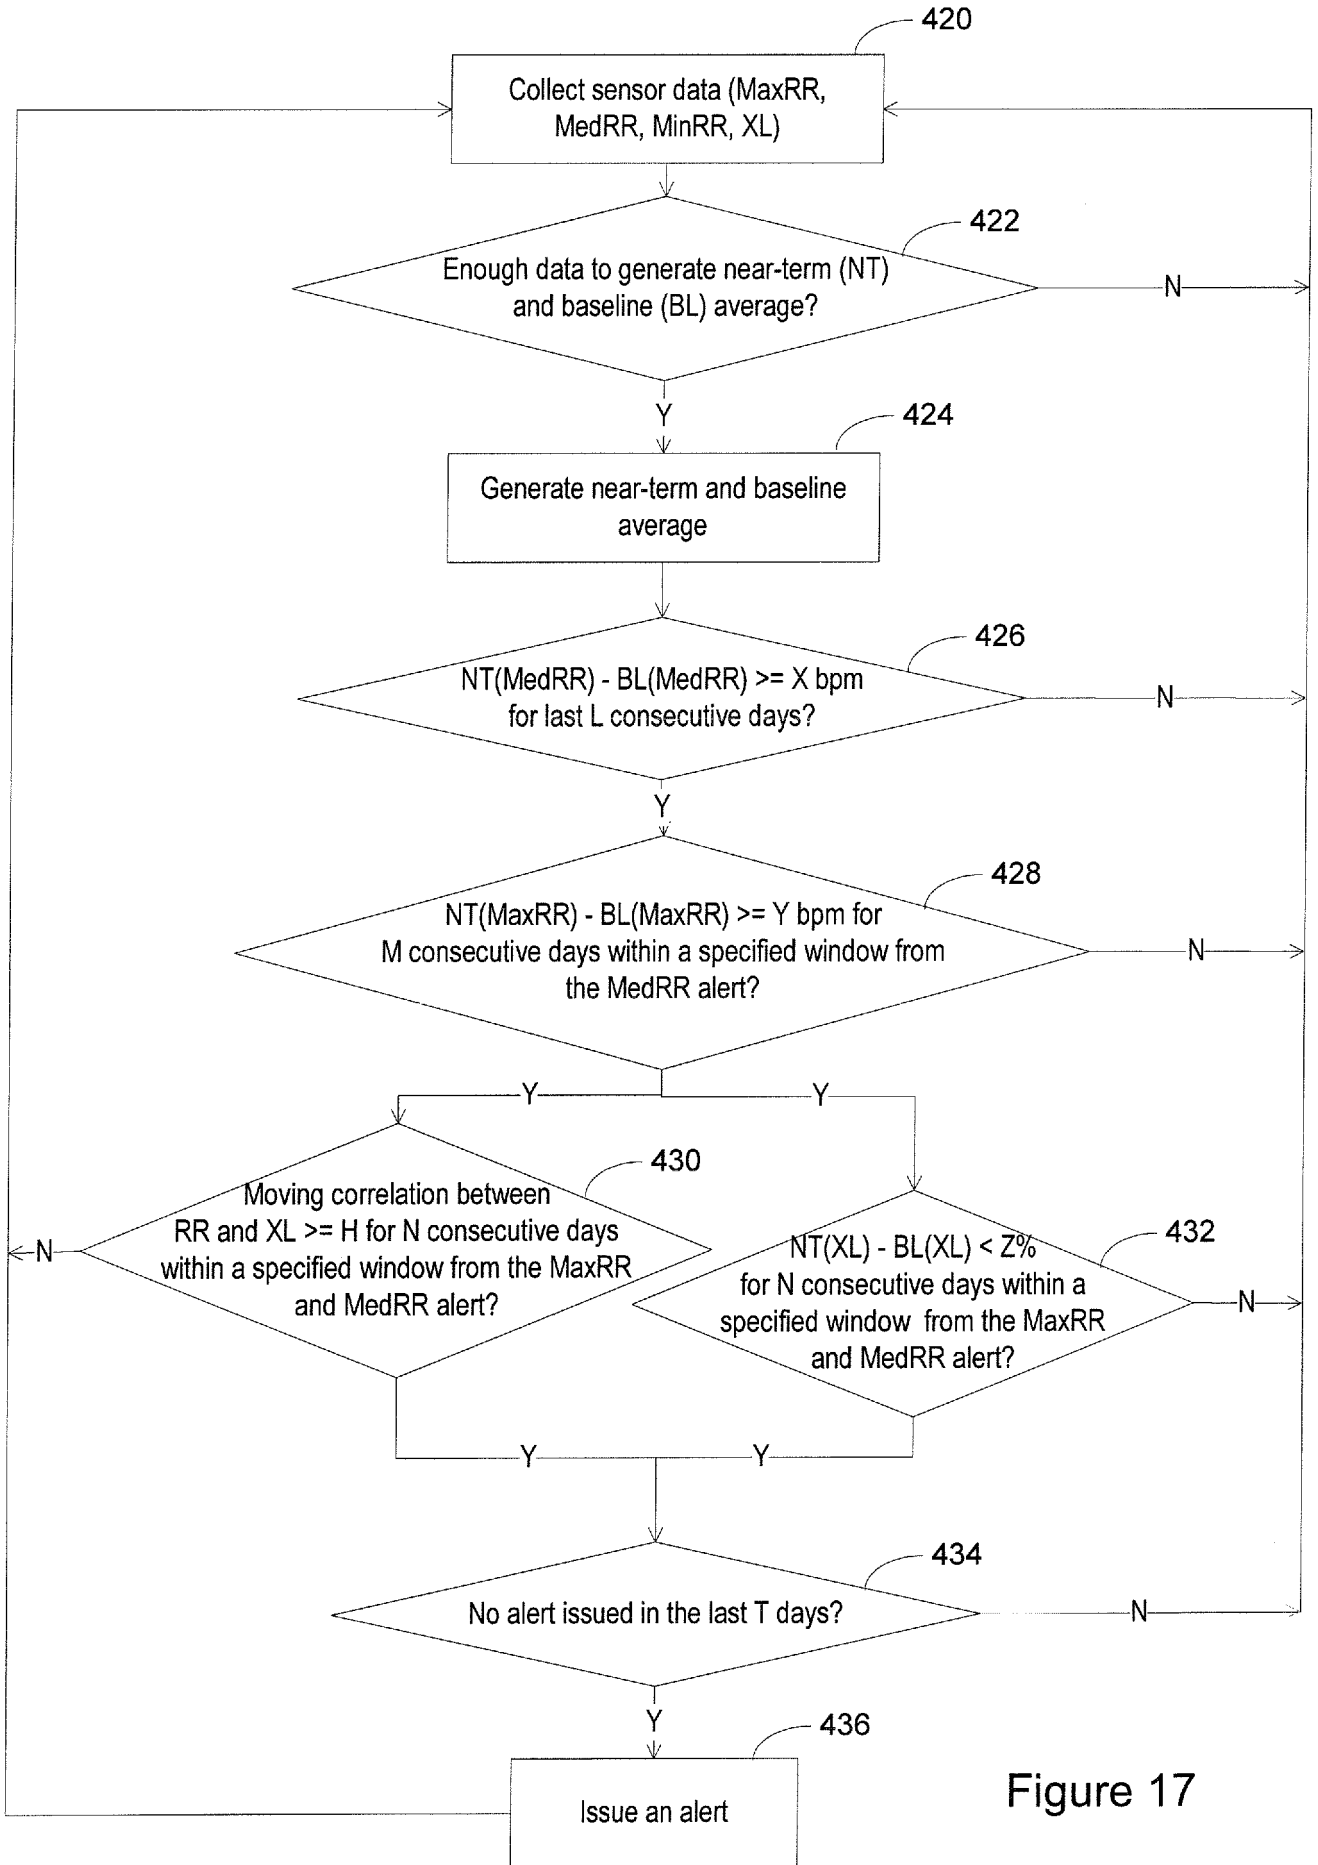 420
Collect sensor data (MaxRR,
MedRR, MinRR, XL)
422
Enough data to generate near-term (NT)
and baseline (BL) average?
N
Y
424
Generate near-term and baseline
average
426
NT(MedRR) - BL(MedRR) >= X bpm
for last L consecutive days?
N
Y
428
NT(MaxRR) - BL(MaxRR) >= Y bpm for
M consecutive days within a specified window from
the MedRR alert?
N
Y
Y
430
Moving correlation between
RR and XL >= H for N consecutive days
within a specified window from the MaxRR
and MedRR alert?
N
432
NT(XL) - BL(XL) < Z%
for N consecutive days within a
specified window from the MaxRR
and MedRR alert?
N
Y
Y
434
No alert issued in the last T days?
N
Y
436
Issue an alert
Figure 17